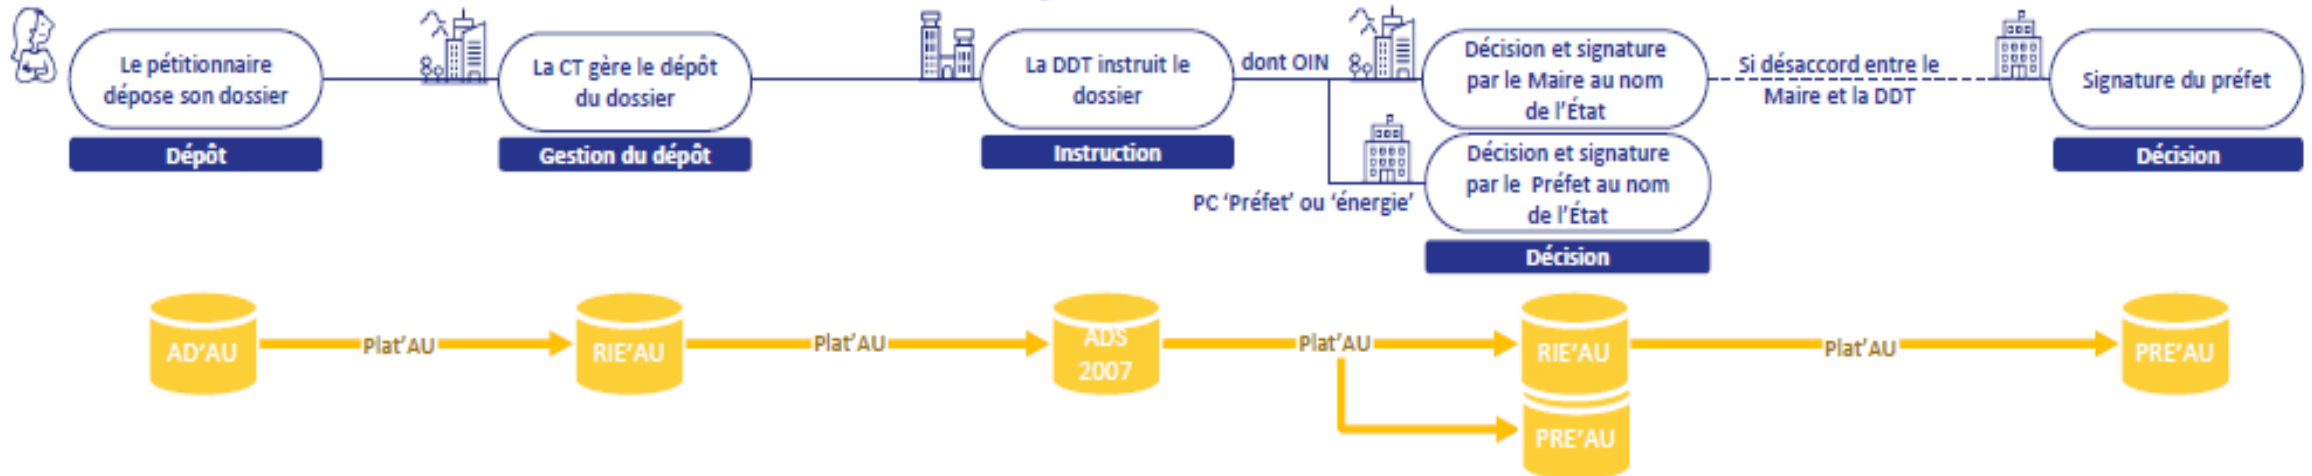 Le pétitionnaire
dépose son dossier
Dépôt
La CT gère le dépôt
du dossier
Gestion du dépôt
La DDT instruit le
dossier
Instruction
dont OIN
Décision et signature
par le Maire au nom
de l'État
PC 'Préfet' ou 'énergie'
Décision et signature
par le Préfet au nom
de l'État
Décision
Si désaccord entre le
Maire et la DDT
Signature du préfet
Décision
AD'AU
Plat'AU
RIE'AU
Plat'AU
ADS
2007
Plat'AU
RIE'AU
PRE'AU
Plat'AU
PRE'AU